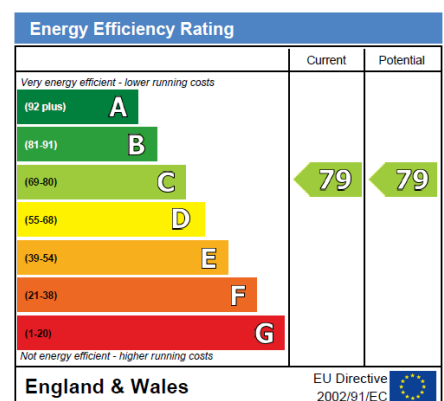 Energy Efficiency Rating
Current Potential
Very energy efficient - lower running costs
(92 plus) A
(81-91) B
(69-80) C 79 79
(55-68) D
(39-54) E
(21-38) F
(1-20) G
Not energy efficient - higher running costs
England & Wales
EU Directive
2002/91/EC